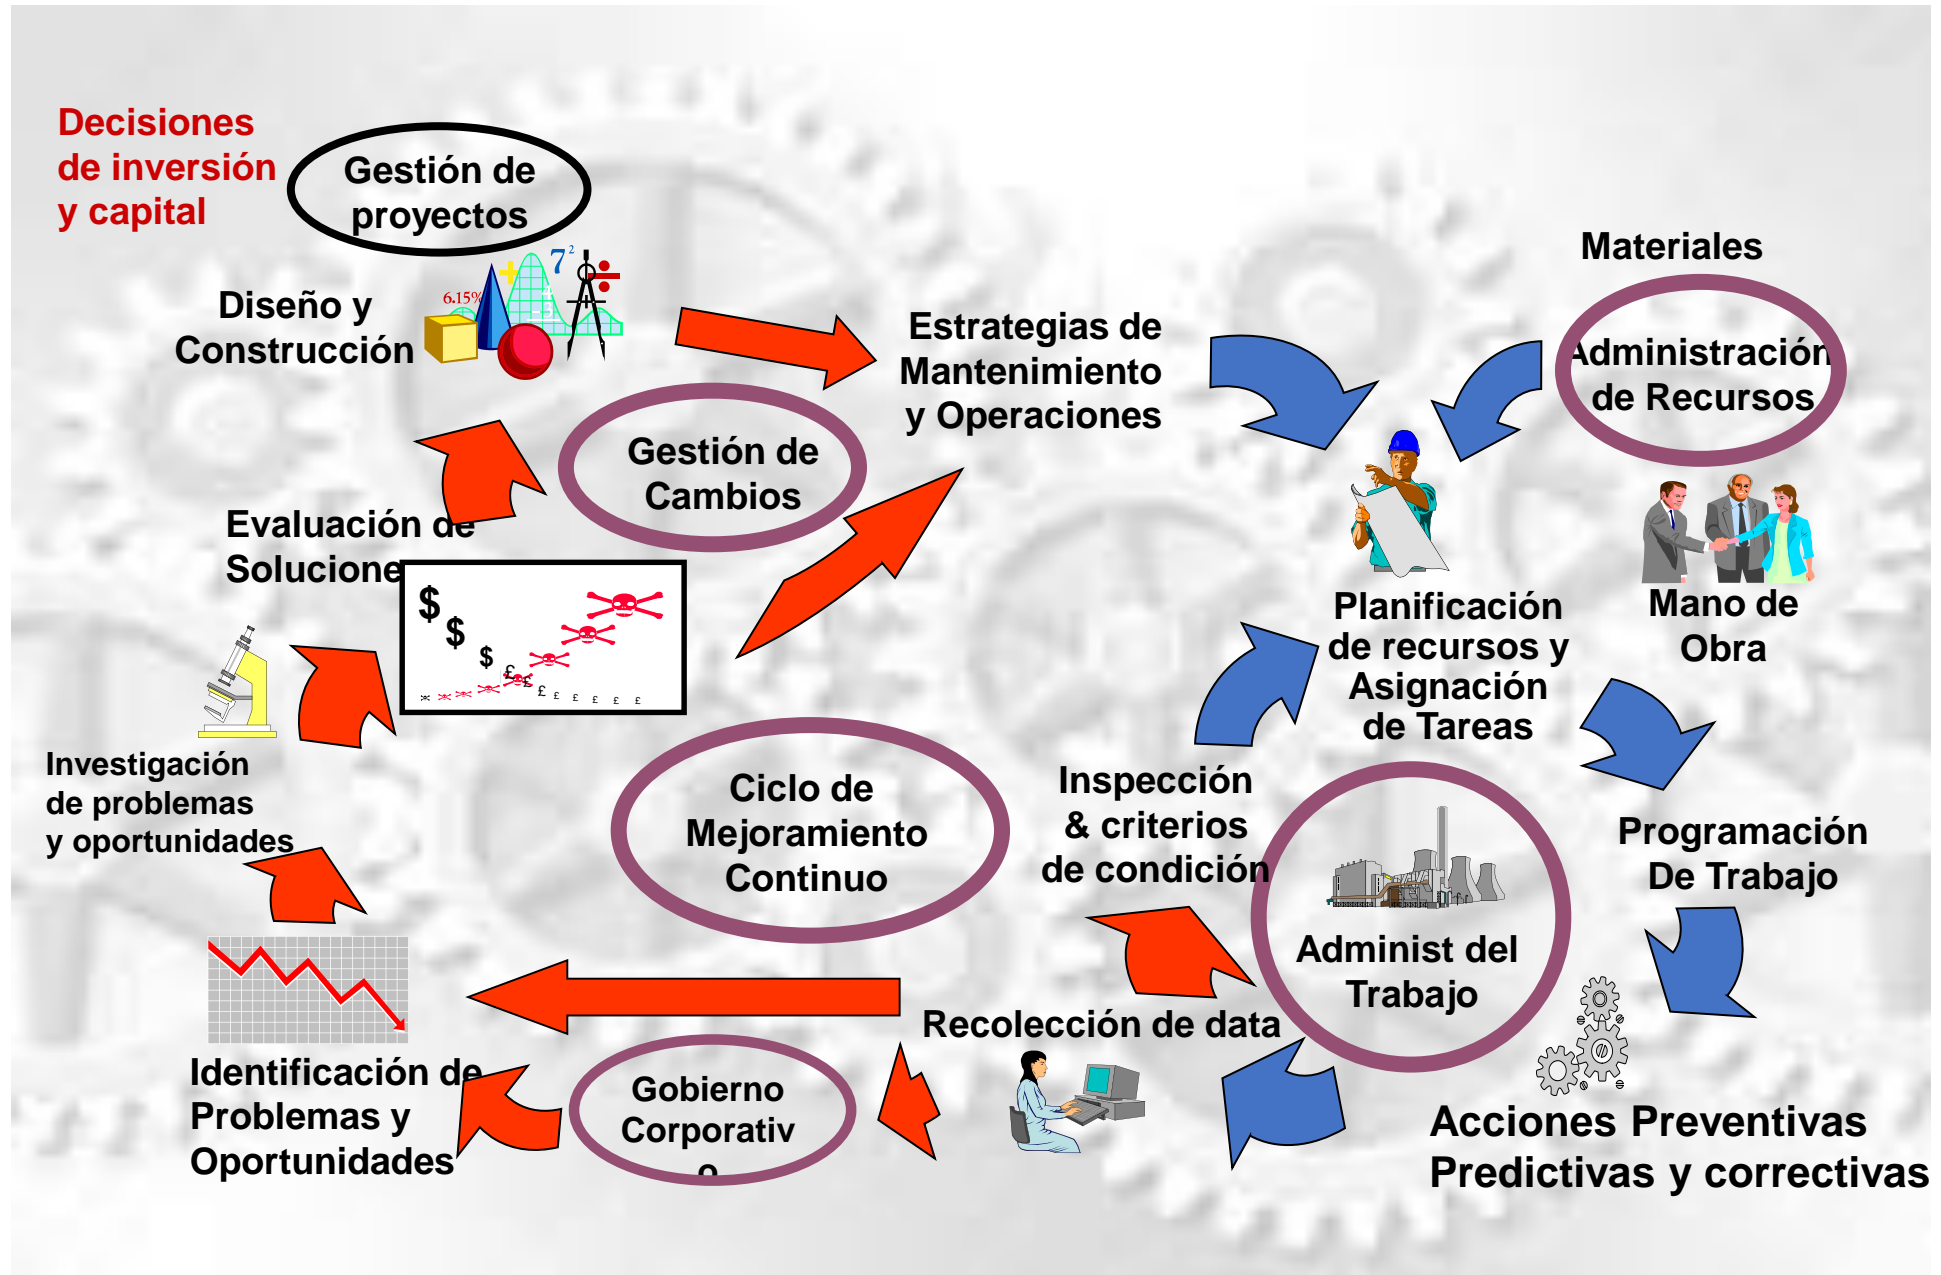 Decisiones
de inversión
y capital
Gestión de
proyectos
Diseño y
Construcción
6.15%
7²
Estrategias de
Mantenimiento
y Operaciones
Materiales
Administración
de Recursos
Gestión de
Cambios
Evaluación de
Solucione
$
$
$
£
£
£
£
£
£
£
£
Mano de
Obra
Planificación
de recursos y
Asignación
de Tareas
Investigación
de problemas
y oportunidades
Ciclo de
Mejoramiento
Continuo
Inspección
& criterios
de condición
Programación
De Trabajo
Administ del
Trabajo
Recolección de data
Identificación de
Problemas y
Oportunidades
Gobierno
Corporativ
o
Acciones Preventivas
Predictivas y correctivas